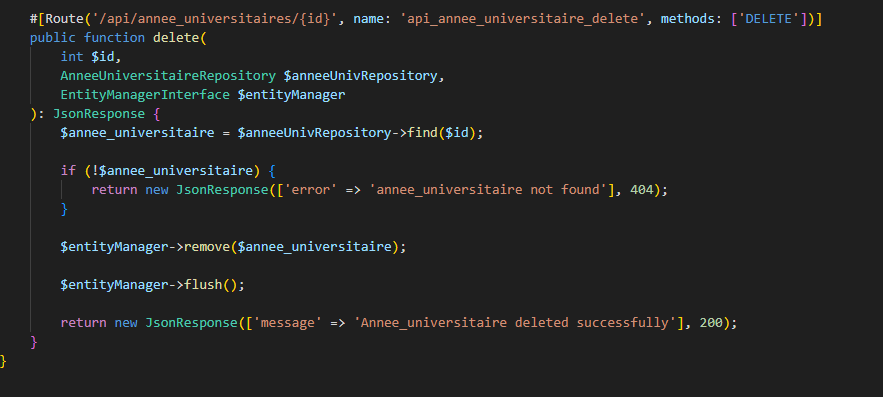 #[Route('/api/annee_universitaires/{id}', name: 'api_annee_universitaire_delete', methods: ['DELETE'])]
public function delete(
int $id,
AnneeUniversitaireRepository $anneeUnivRepository,
EntityManagerInterface $entityManager
): JsonResponse {
$annee_universitaire = $anneeUnivRepository->find($id);
if (!$annee_universitaire) {
return new JsonResponse(['error' => 'annee_universitaire not found'], 404);
}
$entityManager->remove($annee_universitaire);
$entityManager->flush();
return new JsonResponse(['message' => 'Annee_universitaire deleted successfully'], 200);
}
}